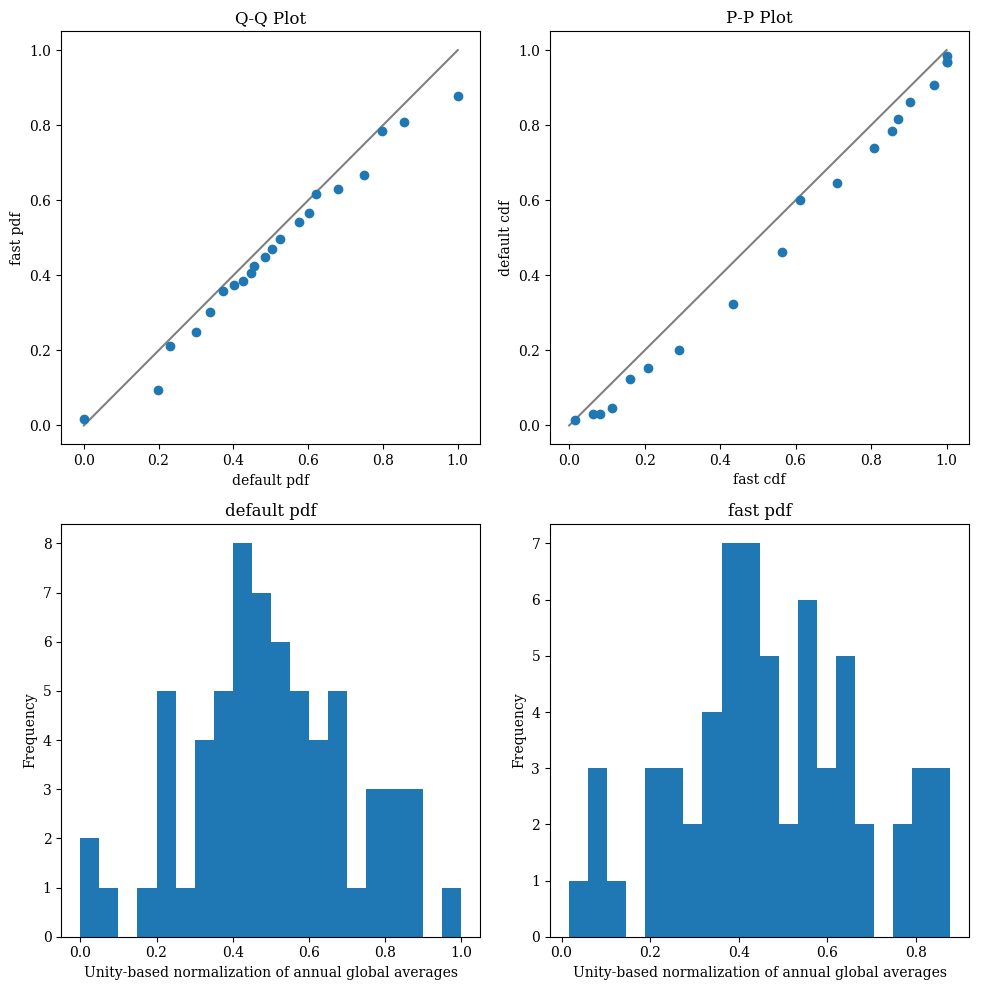 Q-Q Plot
1.0
0.8
0.6
0.4
0.2
0.0
fast pdf
0.0 0.2 0.4 0.6 0.8 1.0
default pdf
P-P Plot
1.0
0.8
0.6
0.4
0.2
0.0
default cdf
0.0 0.2 0.4 0.6 0.8 1.0
fast cdf
default pdf
8
7
6
5
4
3
2
1
0
Frequency
0.0 0.2 0.4 0.6 0.8 1.0
Unity-based normalization of annual global averages
fast pdf
7
6
5
4
3
2
1
0
Frequency
0.0 0.2 0.4 0.6 0.8
Unity-based normalization of annual global averages